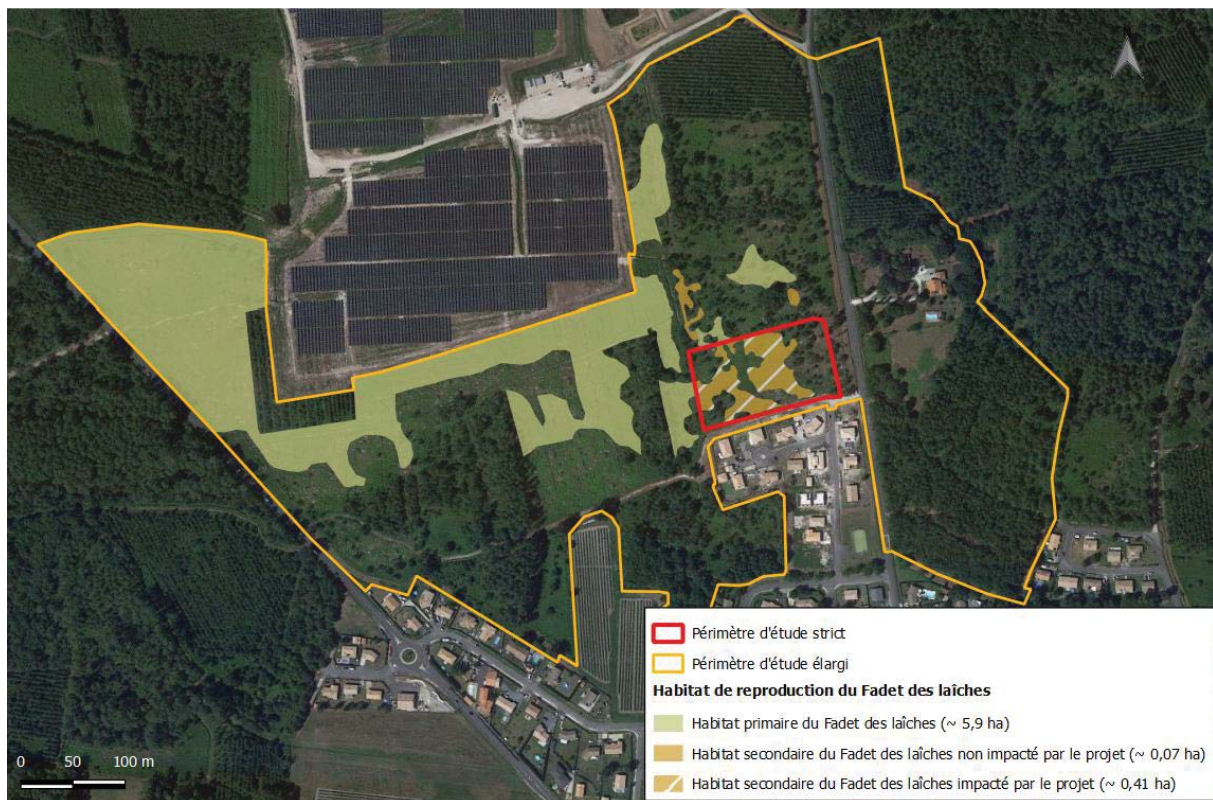 Périmètre d'étude strict
Périmètre d'étude élargi
Habitat de reproduction du Fadet des laîches
Habitat primaire du Fadet des laîches (~ 5,9 ha)
Habitat secondaire du Fadet des laîches non impacté par le projet (~ 0,07 ha)
Habitat secondaire du Fadet des laîches impacté par le projet (~ 0,41 ha)
0 50 100 m